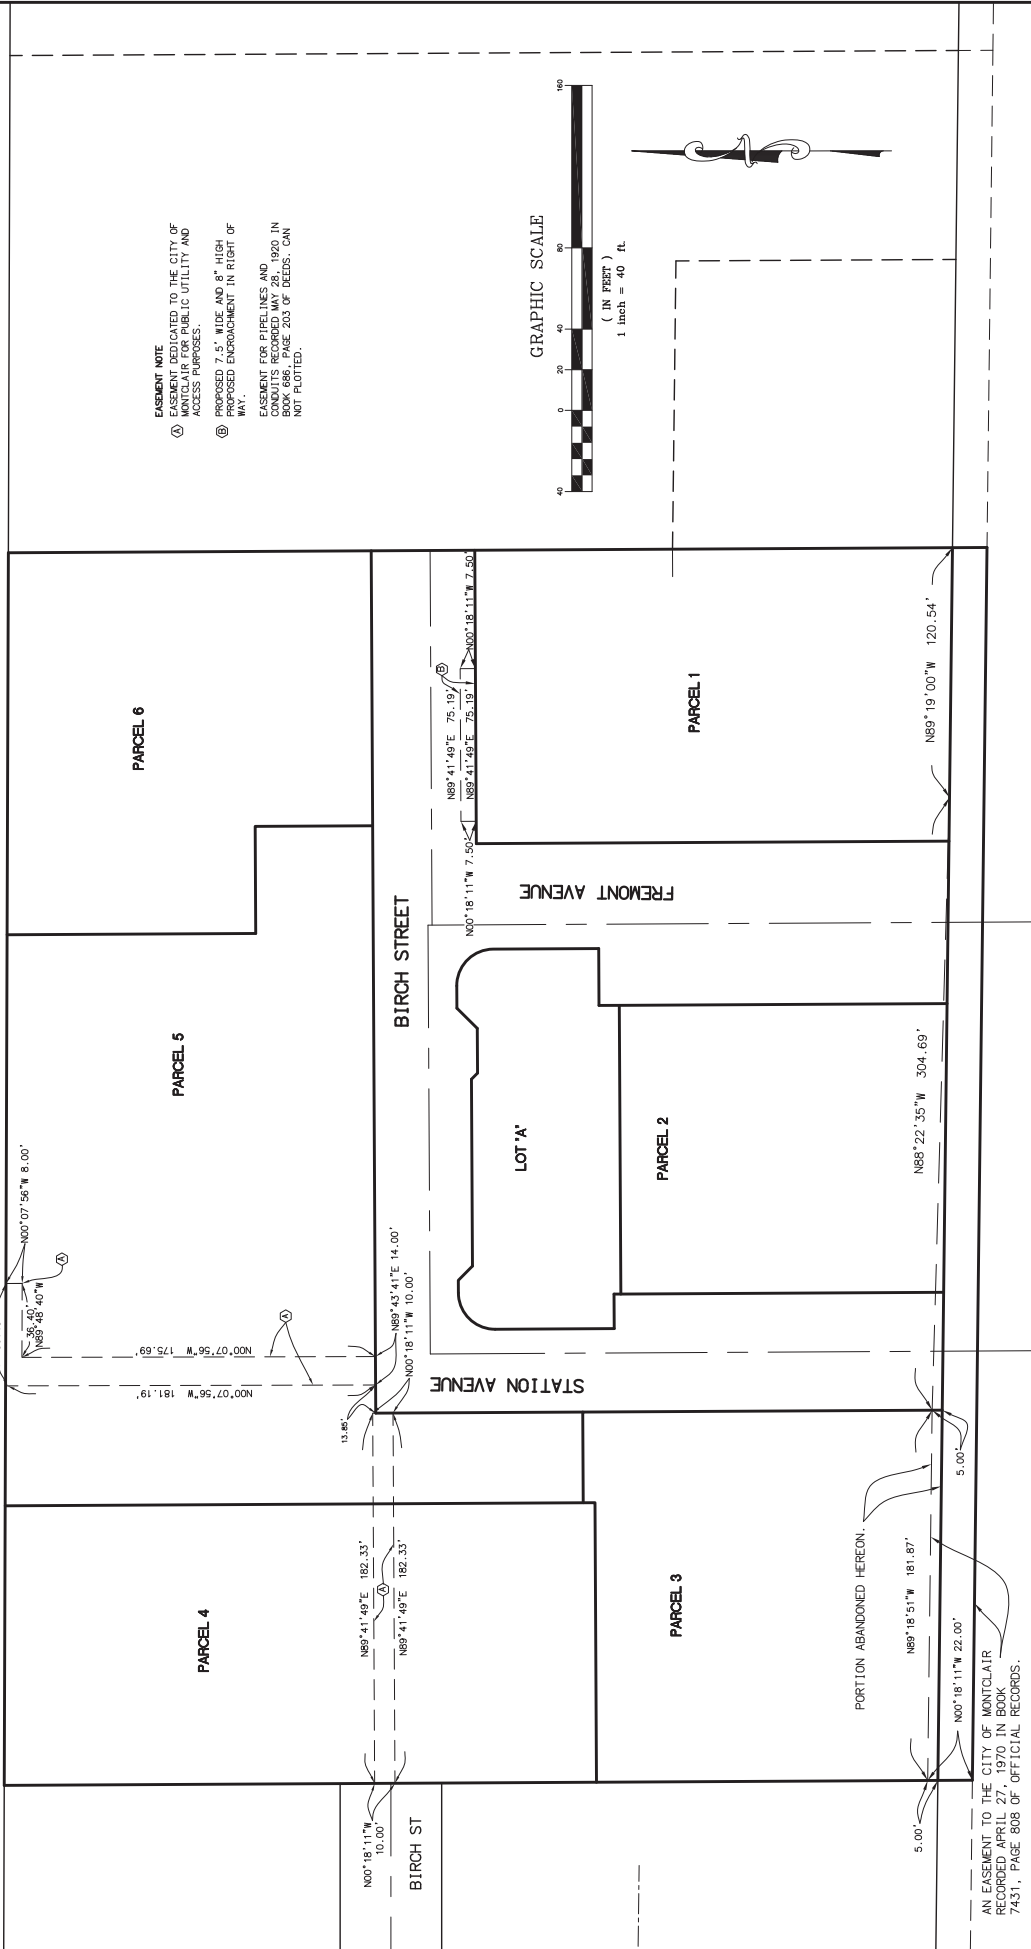 EASEMENT NOTE
A EASEMENT DEDICATED TO THE CITY OF
MONTCLAIR FOR PUBLIC UTILITY AND
ACCESS PURPOSES.
B PROPOSED 7.5' WIDE AND 8" HIGH
PROPOSED ENCROACHMENT IN RIGHT OF
WAY.
EASEMENT FOR PIPELINES AND
CONDUITS RECORDED MAY 28, 1920 IN
BOOK 686, PAGE 203 OF DEEDS. CAN
NOT PLOTTED.
GRAPHIC SCALE
40
0
20
40
80
160
( IN FEET )
1 inch = 40 ft.
N
PARCEL 4
PARCEL 5
PARCEL 6
N00°07'56"W 8.00'
36.40'
N89°48'40"W
A
A
N00°07'56"W 181.19'
N00°07'56"W 175.69'
13.85'
N89°43'41"E 14.00'
N00°18'11"W 10.00'
N89°41'49"E 182.33'
A
N89°41'49"E 182.33'
N00°18'11"W
10.00'
BIRCH ST
BIRCH STREET
STATION AVENUE
FREMONT AVENUE
N89°41'49"E 75.19'
N89°41'49"E 75.19'
B
N00°18'11"W 7.50'
N00°18'11"W 7.50'
LOT "A"
PARCEL 3
PARCEL 2
PARCEL 1
PORTION ABANDONED HEREON.
N89°18'51"W 181.87'
N88°22'35"W 304.69'
N89°19'00"W 120.54'
5.00'
5.00'
N00°18'11"W 22.00'
AN EASEMENT TO THE CITY OF MONTCLAIR
RECORDED APRIL 27, 1970 IN BOOK
7431, PAGE 808 OF OFFICIAL RECORDS.